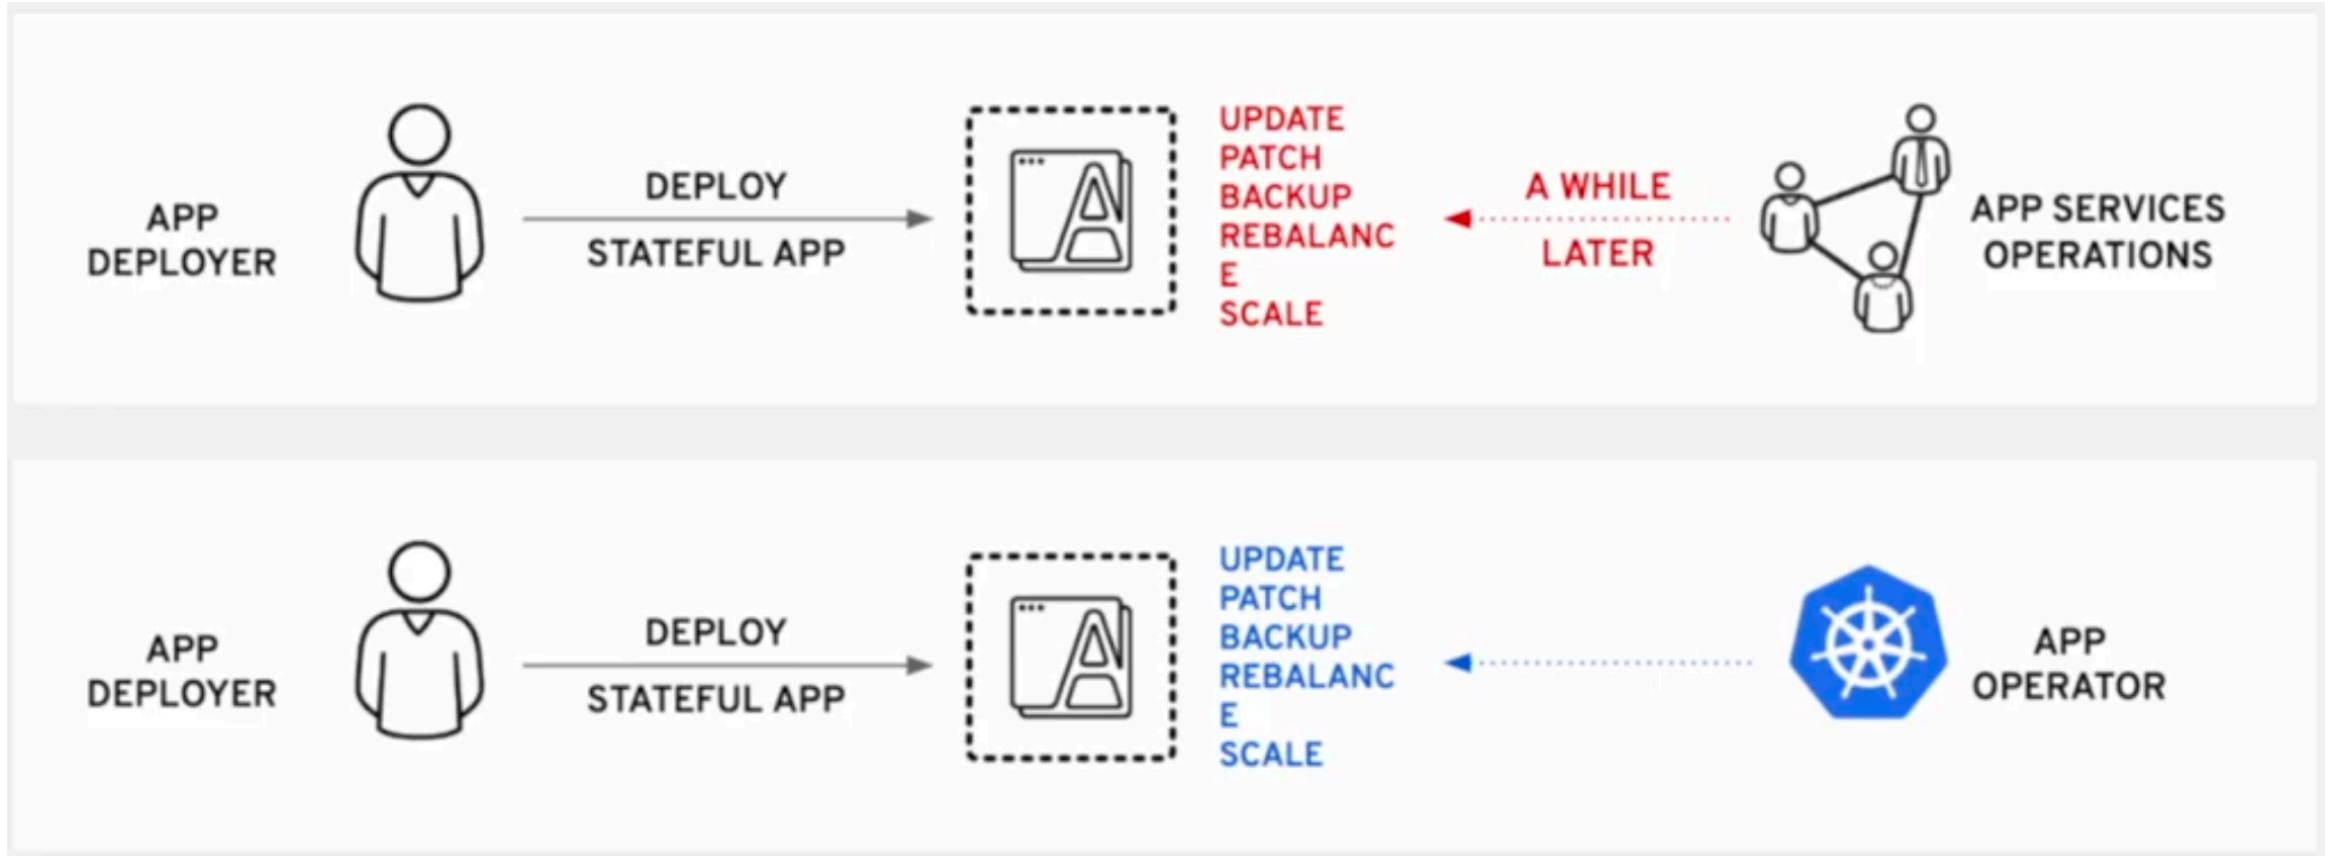 APP
DEPLOYER
DEPLOY
STATEFUL APP
A
UPDATE
PATCH
BACKUP
REBALANC
E
SCALE
A WHILE
LATER
APP SERVICES
OPERATIONS
APP
DEPLOYER
DEPLOY
STATEFUL APP
A
UPDATE
PATCH
BACKUP
REBALANC
E
SCALE
APP
OPERATOR